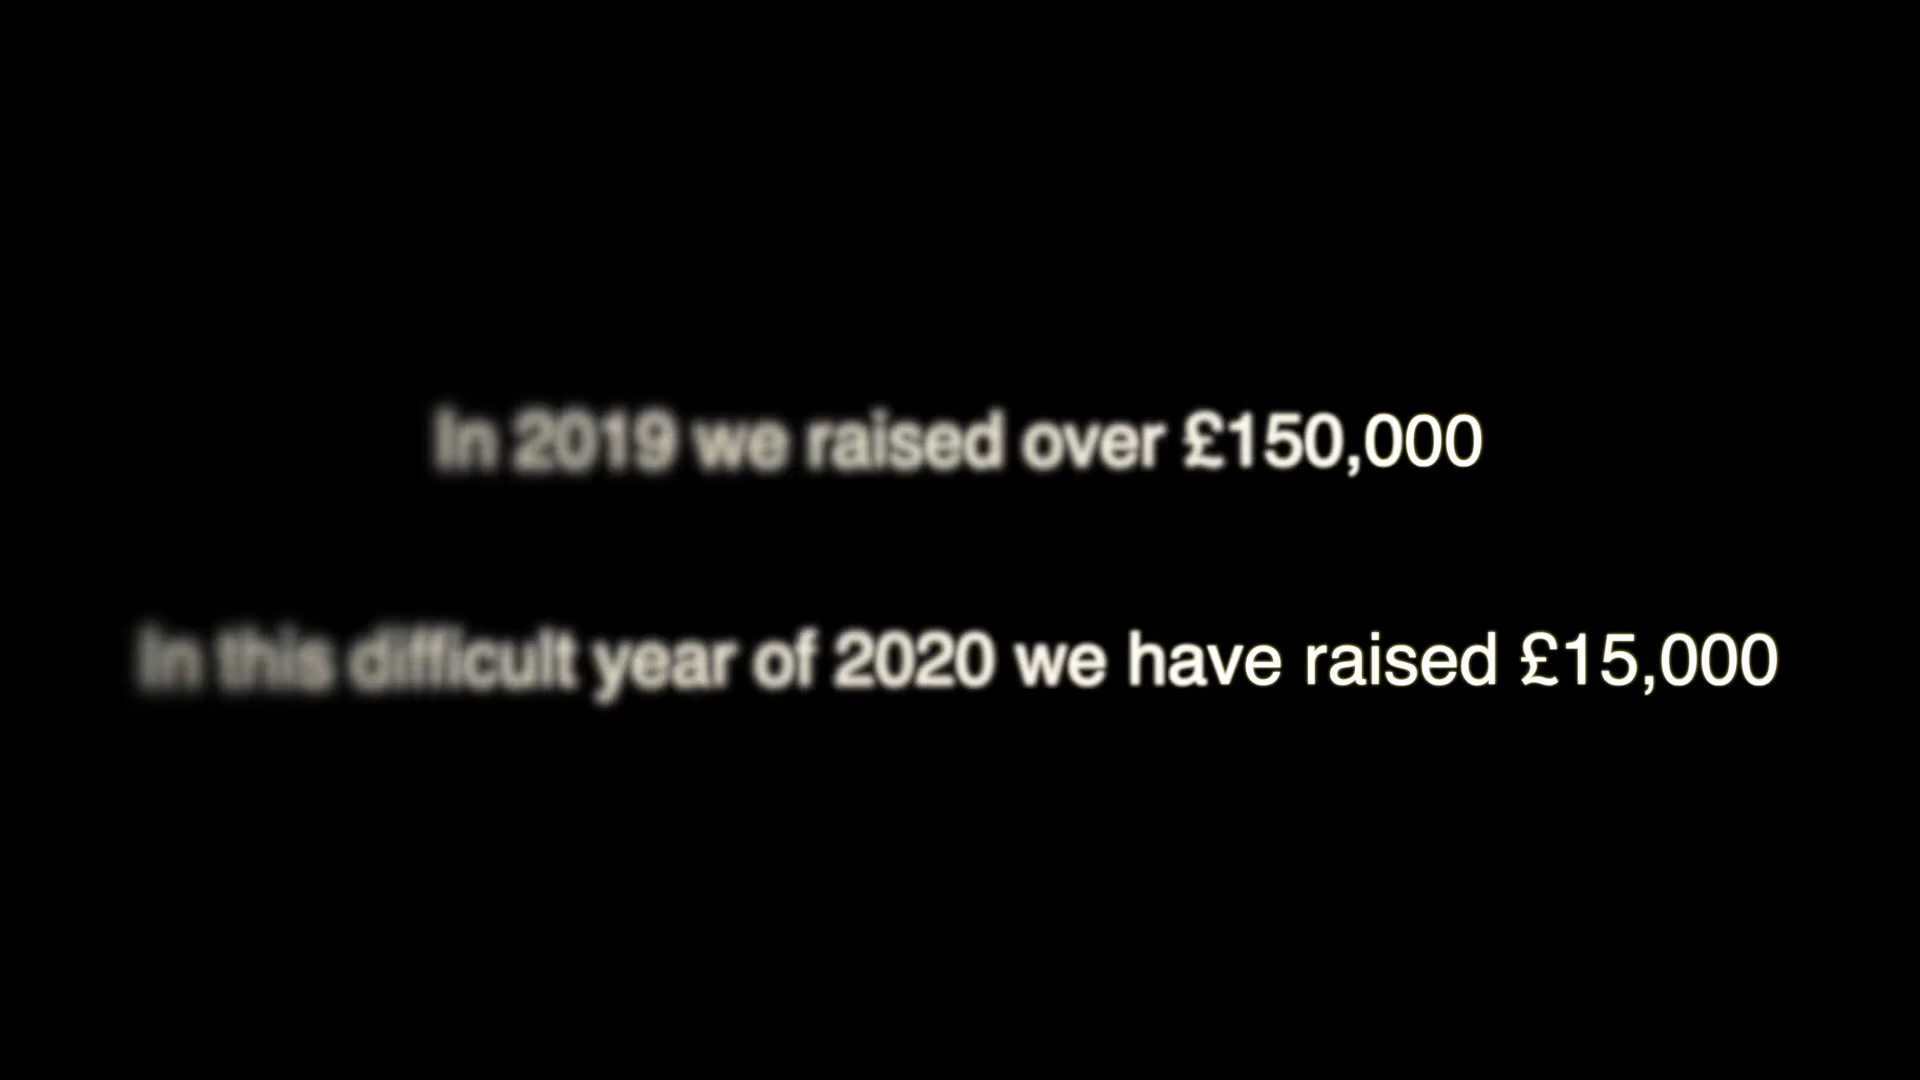 In 2019 we raised over £150,000
In this difficult year of 2020 we have raised £15,000